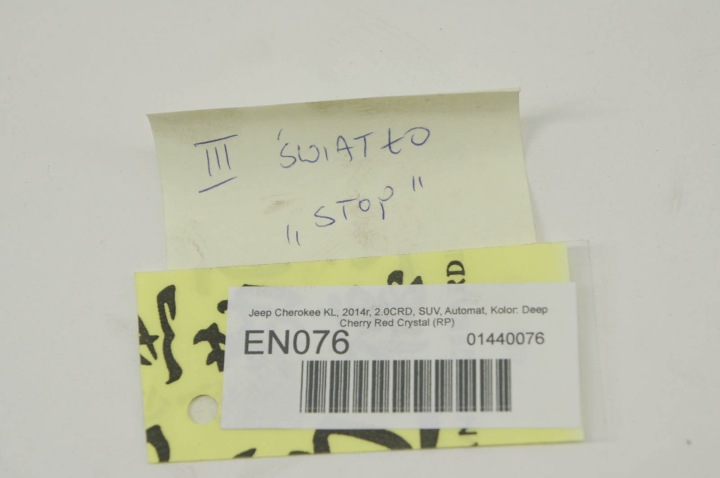 III ŚWIATŁO
„STOP"
RD
Jeep Cherokee KL, 2014r, 2.0CRD, SUV, Automat, Kolor: Deep
Cherry Red Crystal (RP)
EN076 01440076